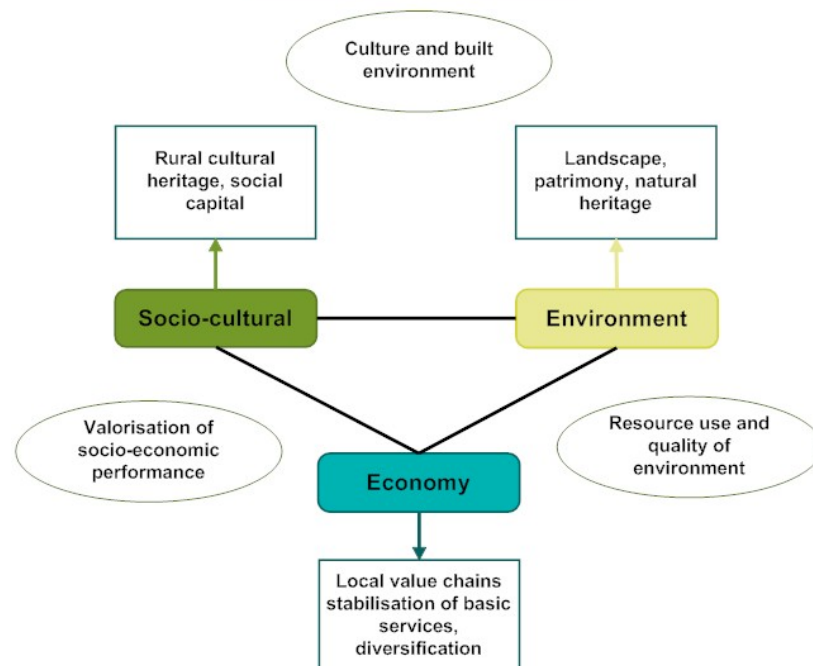 Culture and built
environment
Rural cultural
heritage, social
capital
Landscape,
patrimony, natural
heritage
Socio-cultural
Environment
Valorisation of
socio-economic
performance
Resource use and
quality of
environment
Economy
Local value chains
stabilisation of basic
services,
diversification